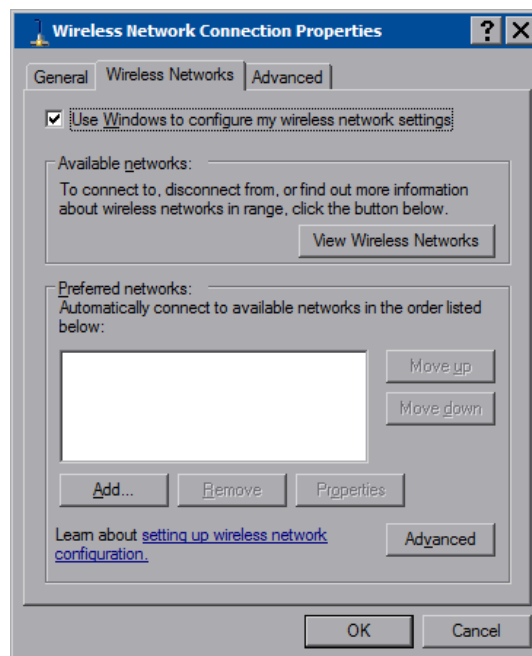 Wireless Network Connection Properties
General
Wireless Networks
Advanced
Use Windows to configure my wireless network settings
Available networks:
To connect to, disconnect from, or find out more information
about wireless networks in range, click the button below.
View Wireless Networks
Preferred networks:
Automatically connect to available networks in the order listed
below:
Move up
Move down
Add...
Remove
Properties
Learn about setting up wireless network
configuration.
Advanced
OK
Cancel